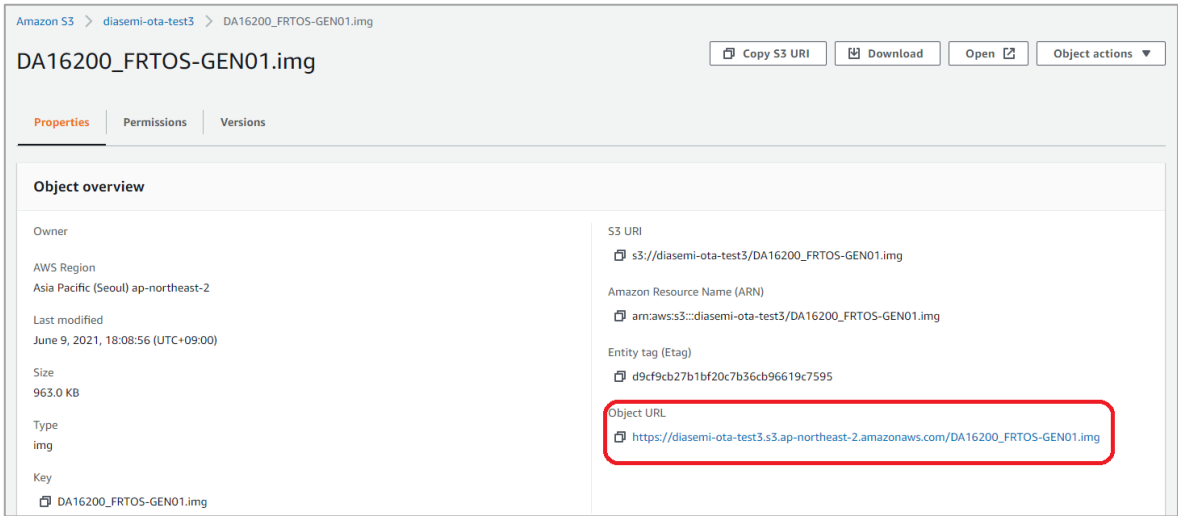 Amazon S3 > diasemi-ota-test3 > DA16200_FRTOS-GEN01.img
DA16200_FRTOS-GEN01.img
Copy S3 URI
Download
Open
Object actions
Properties
Permissions
Versions
Object overview
Owner
AWS Region
Asia Pacific (Seoul) ap-northeast-2
Last modified
June 9, 2021, 18:08:56 (UTC+09:00)
Size
963.0 KB
Type
img
Key
DA16200_FRTOS-GEN01.img
S3 URI
s3://diasemi-ota-test3/DA16200_FRTOS-GEN01.img
Amazon Resource Name (ARN)
arn:aws:s3:::diasemi-ota-test3/DA16200_FRTOS-GEN01.img
Entity tag (Etag)
d9cf9cb27b1bf20c7b36cb96619c7595
Object URL
https://diasemi-ota-test3.s3.ap-northeast-2.amazonaws.com/DA16200_FRTOS-GEN01.img